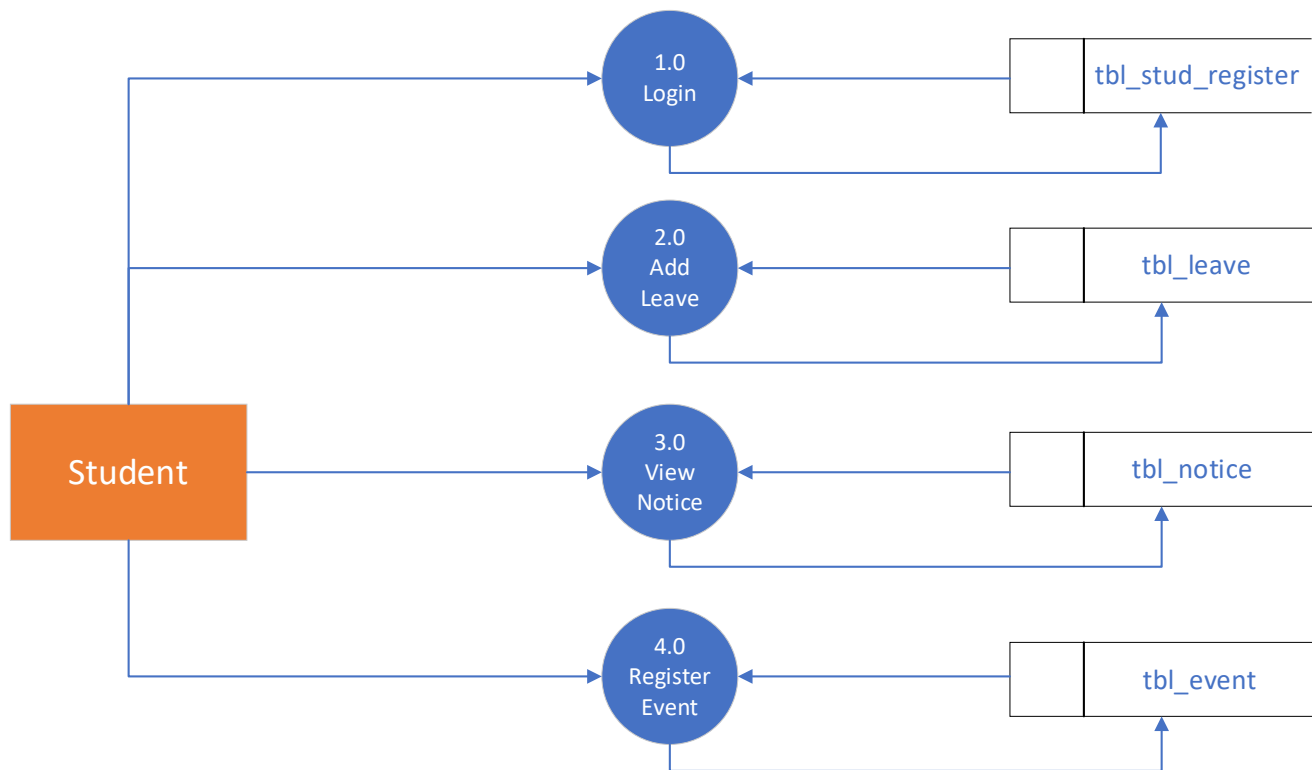 1.0
Login
tbl_stud_register
2.0
Add
Leave
tbl_leave
Student
3.0
View
Notice
tbl_notice
4.0
Register
Event
tbl_event